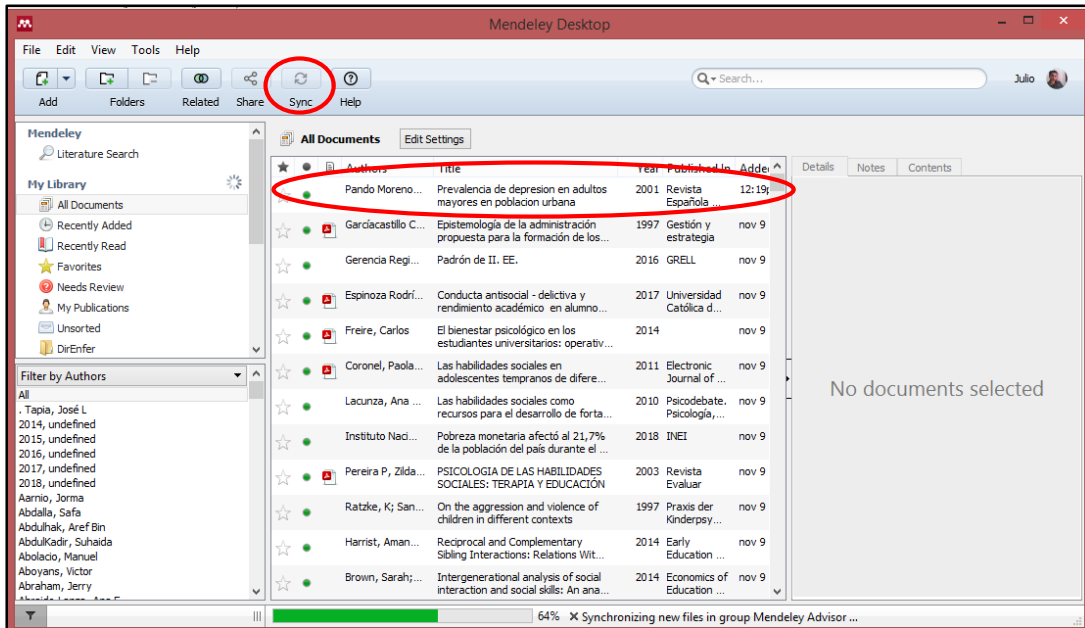 Mendeley Desktop
File Edit View Tools Help
Add Folders Related Share Sync Help
Search...
Julio
Mendeley
Literature Search
My Library
All Documents
Recently Added
Recently Read
Favorites
Needs Review
My Publications
Unsorted
DirEnfer
Filter by Authors
All
. Tapia, José L
2014, undefined
2015, undefined
2016, undefined
2017, undefined
2018, undefined
Aarnio, Jorma
Abdalla, Safa
Abdulhak, Aref Bin
AbdulKadir, Suhaida
Abolacio, Manuel
Aboyans, Victor
Abraham, Jerry
All Documents Edit Settings
Authors Title Year Published In Added
Pando Moreno... Prevalencia de depresion en adultos 2001 Revista 12:19
mayores en poblacion urbana Española ...
Garcíacastillo C... Epistemología de la administración 1997 Gestión y nov 9
propuesta para la formación de los... estrategia
Gerencia Regi... Padrón de II. EE. 2016 GRELL nov 9
Espinoza Rodrí... Conducta antisocial - delictiva y 2017 Universidad nov 9
rendimiento académico en alumno... Católica d...
Freire, Carlos El bienestar psicológico en los 2014 nov 9
estudiantes universitarios: operativ...
Coronel, Paola... Las habilidades sociales en 2011 Electronic nov 9
adolescentes tempranos de difere... Journal of ...
Lacunza, Ana ... Las habilidades sociales como 2010 Psicodebate. nov 9
recursos para el desarrollo de forta... Psicología,...
Instituto Naci... Pobreza monetaria afectó al 21,7% 2018 INEI nov 9
de la población del país durante el ...
Pereira P, Zilda... PSICOLOGIA DE LAS HABILIDADES 2003 Revista nov 9
SOCIALES: TERAPIA Y EDUCACIÓN Evaluar
Ratzke, K; San... On the aggression and violence of 1997 Praxis der nov 9
children in different contexts Kinderpsy...
Harrist, Aman... Reciprocal and Complementary 2014 Early nov 9
Sibling Interactions: Relations Wit... Education ...
Brown, Sarah;... Intergenerational analysis of social 2014 Economics of nov 9
interaction and social skills: An ana... Education ...
Details Notes Contents
No documents selected
64% Synchronizing new files in group Mendeley Advisor ...